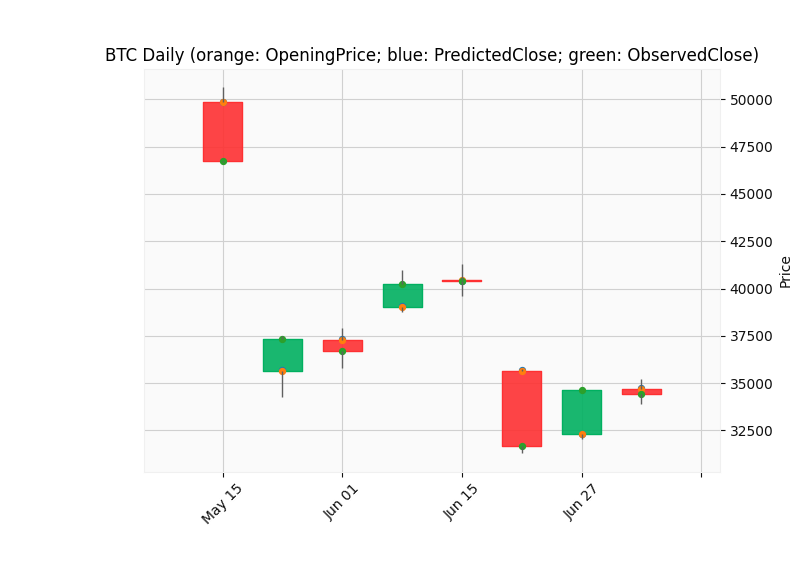 BTC Daily (orange: OpeningPrice; blue: PredictedClose; green: ObservedClose)
50000
47500
45000
42500
40000
37500
35000
32500
Price
May 15
Jun 01
Jun 15
Jun 27